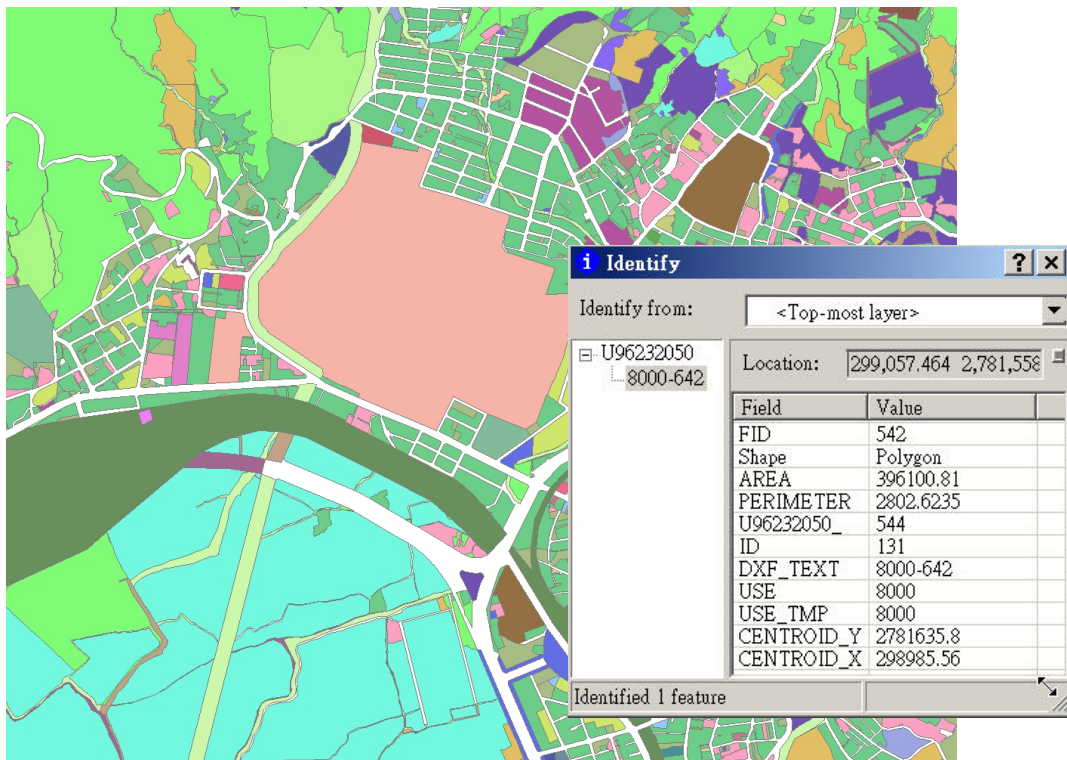 Identify
Identify from: <Top-most layer>
U96232050
8000-642
Location: 299,057.464 2,781,558
Field Value
FID 542
Shape Polygon
AREA 396100.81
PERIMETER 2802.6235
U96232050_ 544
ID 131
DXF_TEXT 8000-642
USE 8000
USE_TMP 8000
CENTROID_Y 2781635.8
CENTROID_X 298985.56
Identified 1 feature